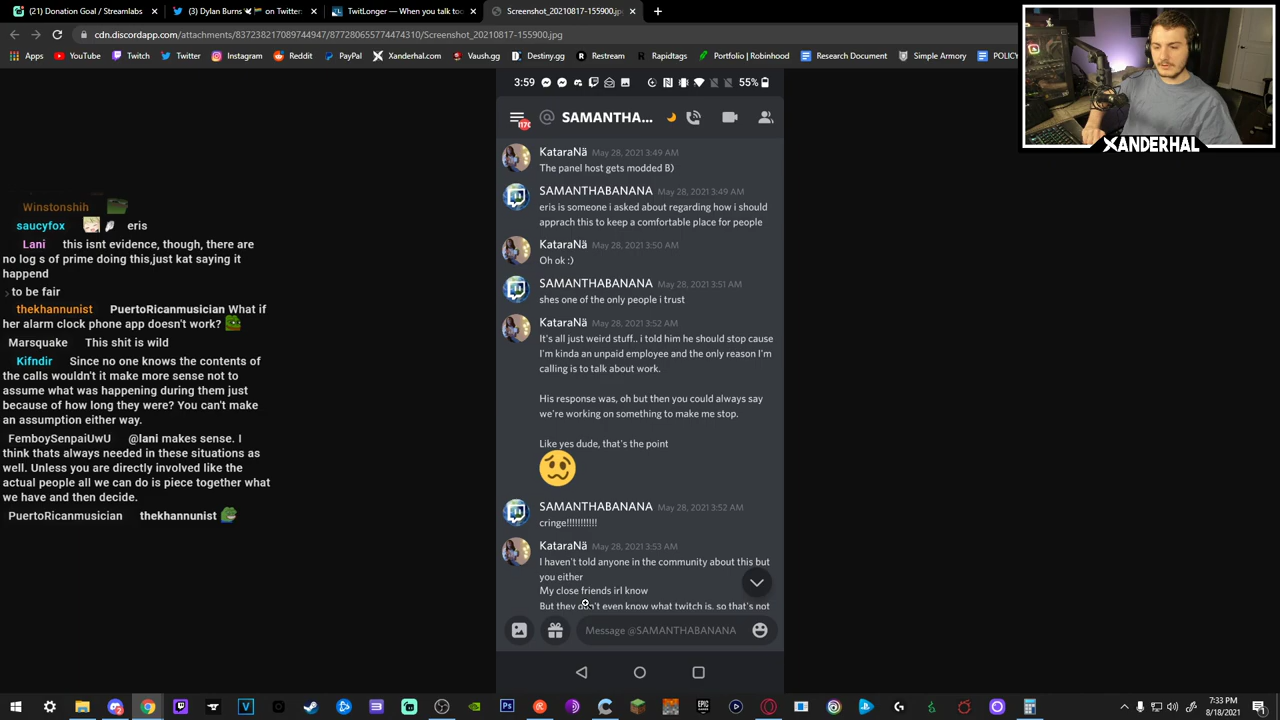 (21) Donation Goal / Streamlabs
(3) Dylan Burns on Twitter:
TwitLonger — When you talk too
Screenshot_20210817-155900.jpg
cdn.discordapp.com/attachments/837238217089744947/877280655774474310/Screenshot_20210817-155900.jpg
Apps
YouTube
Twitch
Twitter
Instagram
Reddit
PayPal
Xanderhal.com
Vaush.gg
Destiny.gg
Restream
Rapidtags
Portfolio | Robinhood
Research Document
Simple Income
POLICY
XANDERHAL
3:59
55%
@ SAMANTHA...
KataraNä May 28, 2021 3:49 AM
The panel host gets modded B)
SAMANTHABANANA May 28, 2021 3:49 AM
eris is someone i asked about regarding how i should
apprach this to keep a comfortable place for people
KataraNä May 28, 2021 3:50 AM
Oh ok :)
SAMANTHABANANA May 28, 2021 3:51 AM
shes one of the only people i trust
KataraNä May 28, 2021 3:52 AM
It's all just weird stuff.. i told him he should stop cause
I'm kinda an unpaid employee and the only reason I'm
calling is to talk about work.
His response was, oh but then you could always say
we're working on something to make me stop.
Like yes dude, that's the point
SAMANTHABANANA May 28, 2021 3:52 AM
cringe!!!!!!!!!!!
KataraNä May 28, 2021 3:53 AM
I haven't told anyone in the community about this but
you either
My close friends irl know
But they don't even know what twitch is. so that's not
Message @SAMANTHABANANA
Winstonshih
saucyfox eris
Lani this isnt evidence, though, there are
no log s of prime doing this,just kat saying it
happend
to be fair
thekhannunist PuertoRicanmusician What if
her alarm clock phone app doesn't work?
Marsquake This shit is wild
Kifndir Since no one knows the contents of
the calls wouldn't it make more sense not to
assume what was happening during them just
because of how long they were? You can't make
an assumption either way.
FemboySenpaiUwU @lani makes sense. I
think thats always needed in these situations as
well. Unless you are directly involved like the
actual people all we can do is piece together what
we have and then decide.
PuertoRicanmusician thekhannunist
7:33 PM
8/18/2021